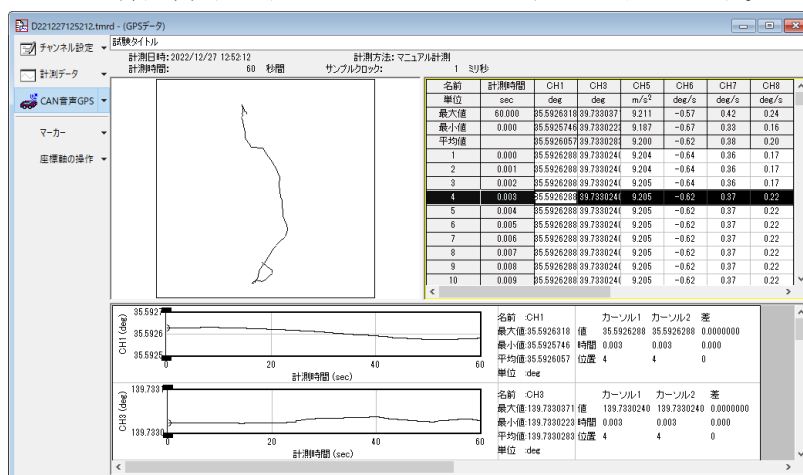 D221227125212.tmrd - (GPSデータ)
チャンネル設定
計測データ
CAN音声GPS
マーカー
座標軸の操作
試験タイトル
計測日時:2022/12/27 12:52:12 計測方法:マニュアル計測
計測時間: 60 秒間 サンプルクロック: 1 ミリ秒
名前 計測時間 CH1 CH3 CH5 CH6 CH7 CH8
単位 sec deg deg m/s² deg/s deg/s deg/s
最大値 60.000 35.5926318 39.733037 9.211 -0.57 0.42 0.24
最小値 0.000 35.5925746 39.7330223 9.187 -0.67 0.33 0.16
平均値 35.5926057 39.7330283 9.200 -0.62 0.38 0.20
1 0.000 35.5926288 39.7330240 9.204 -0.64 0.36 0.17
2 0.001 35.5926288 39.7330240 9.204 -0.64 0.36 0.17
3 0.002 35.5926288 39.7330240 9.205 -0.64 0.36 0.17
4 0.003 35.5926288 39.7330240 9.205 -0.62 0.37 0.22
5 0.004 35.5926288 39.7330240 9.205 -0.62 0.37 0.22
6 0.005 35.5926288 39.7330240 9.205 -0.62 0.37 0.22
7 0.006 35.5926288 39.7330240 9.205 -0.62 0.37 0.22
8 0.007 35.5926288 39.7330240 9.205 -0.62 0.37 0.22
9 0.008 35.5926288 39.7330240 9.205 -0.62 0.37 0.22
10 0.009 35.5926288 39.7330240 9.205 -0.62 0.37 0.22
CH1 (deg)
35.5927
35.5926
35.5925
0 20 40 60
計測時間 (sec)
名前 :CH1 カーソル1 カーソル2 差
最大値:35.5926318 値 35.5926288 35.5926288 0.0000000
最小値:35.5925746 時間 0.003 0.003 0.000
平均値:35.5926057 位置 4 4 0
単位 :deg
CH3 (deg)
139.7331
139.7330
0 20 40 60
計測時間 (sec)
名前 :CH3 カーソル1 カーソル2 差
最大値:139.7330371 値 139.7330240 139.7330240 0.0000000
最小値:139.7330223 時間 0.003 0.003 0.000
平均値:139.7330283 位置 4 4 0
単位 :deg